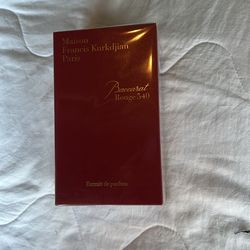 Maison
Francis Kurkdjian
Paris
Baccarat
Rouge 540
Extrait de parfum